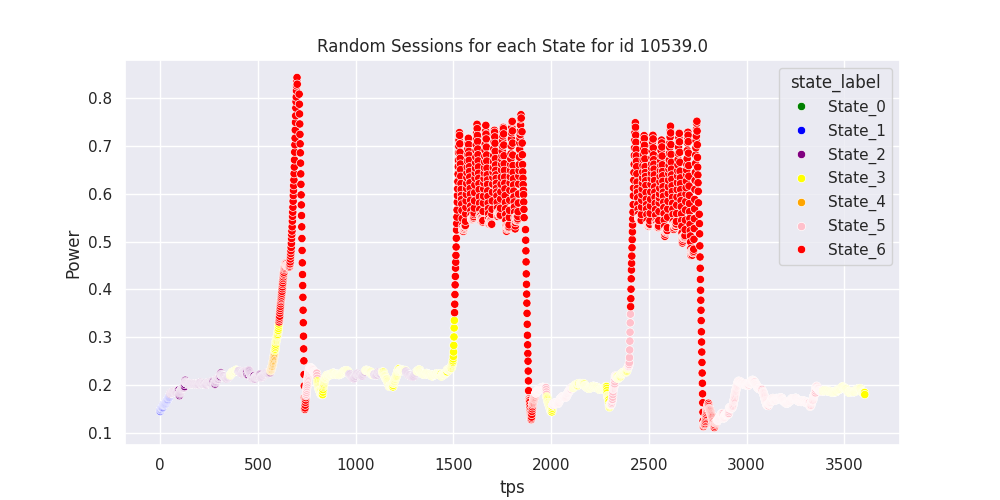 Random Sessions for each State for id 10539.0
state_label
State_0
State_1
State_2
State_3
State_4
State_5
State_6
Power
0.8
0.7
0.6
0.5
0.4
0.3
0.2
0.1
0 500 1000 1500 2000 2500 3000 3500
tps